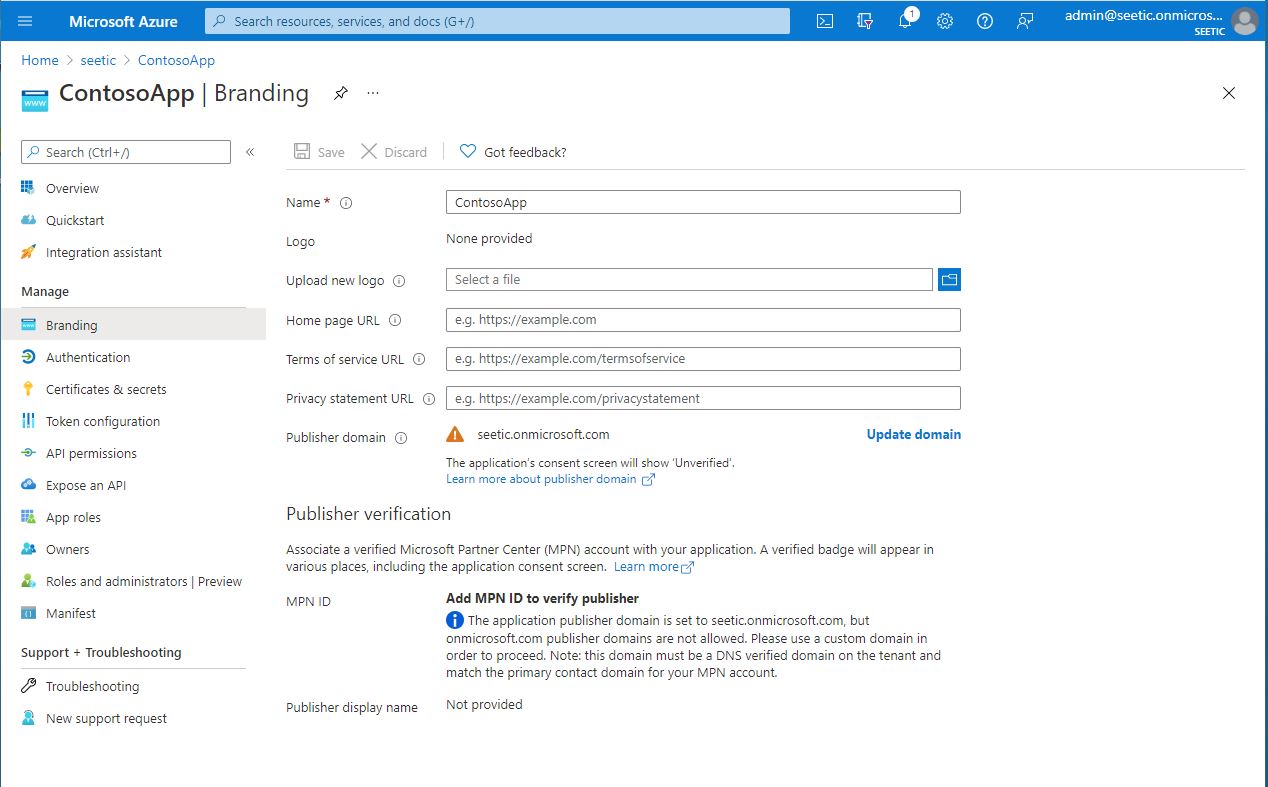 Microsoft Azure
Search resources, services, and docs (G+/)
1
admin@seetic.onmicros...
SEETIC
Home > seetic > ContosoApp
www
ContosoApp | Branding
...
Search (Ctrl+/)
«
Save
Discard
Got feedback?
Overview
Quickstart
Integration assistant
Manage
Branding
Authentication
Certificates & secrets
Token configuration
API permissions
Expose an API
App roles
Owners
Roles and administrators | Preview
Manifest
Support + Troubleshooting
Troubleshooting
New support request
Name *
ContosoApp
Logo
None provided
Upload new logo
Select a file
Home page URL
e.g. https://example.com
Terms of service URL
e.g. https://example.com/termsofservice
Privacy statement URL
e.g. https://example.com/privacystatement
Publisher domain
seetic.onmicrosoft.com
Update domain
The application's consent screen will show 'Unverified'.
Learn more about publisher domain
Publisher verification
Associate a verified Microsoft Partner Center (MPN) account with your application. A verified badge will appear in
various places, including the application consent screen. Learn more
MPN ID
Add MPN ID to verify publisher
The application publisher domain is set to seetic.onmicrosoft.com, but
onmicrosoft.com publisher domains are not allowed. Please use a custom domain in
order to proceed. Note: this domain must be a DNS verified domain on the tenant and
match the primary contact domain for your MPN account.
Publisher display name
Not provided